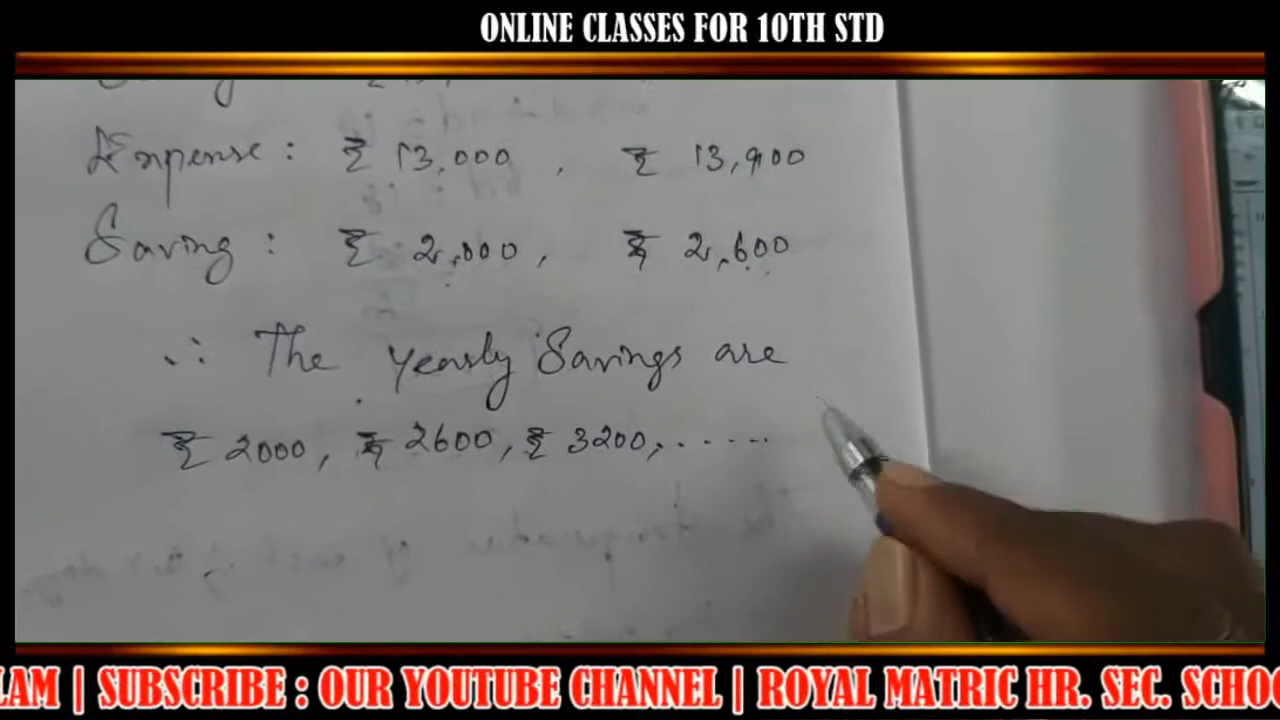 ONLINE CLASSES FOR 10TH STD
Expense : ₹ 13,000 , ₹ 13,900
Saving : ₹ 2,000 , ₹ 2,600
∴ The yearly Savings are
₹ 2000, ₹ 2600, ₹ 3200, ......
LAM | SUBSCRIBE : OUR YOUTUBE CHANNEL | ROYAL MATRIC HR. SEC. SCHOO